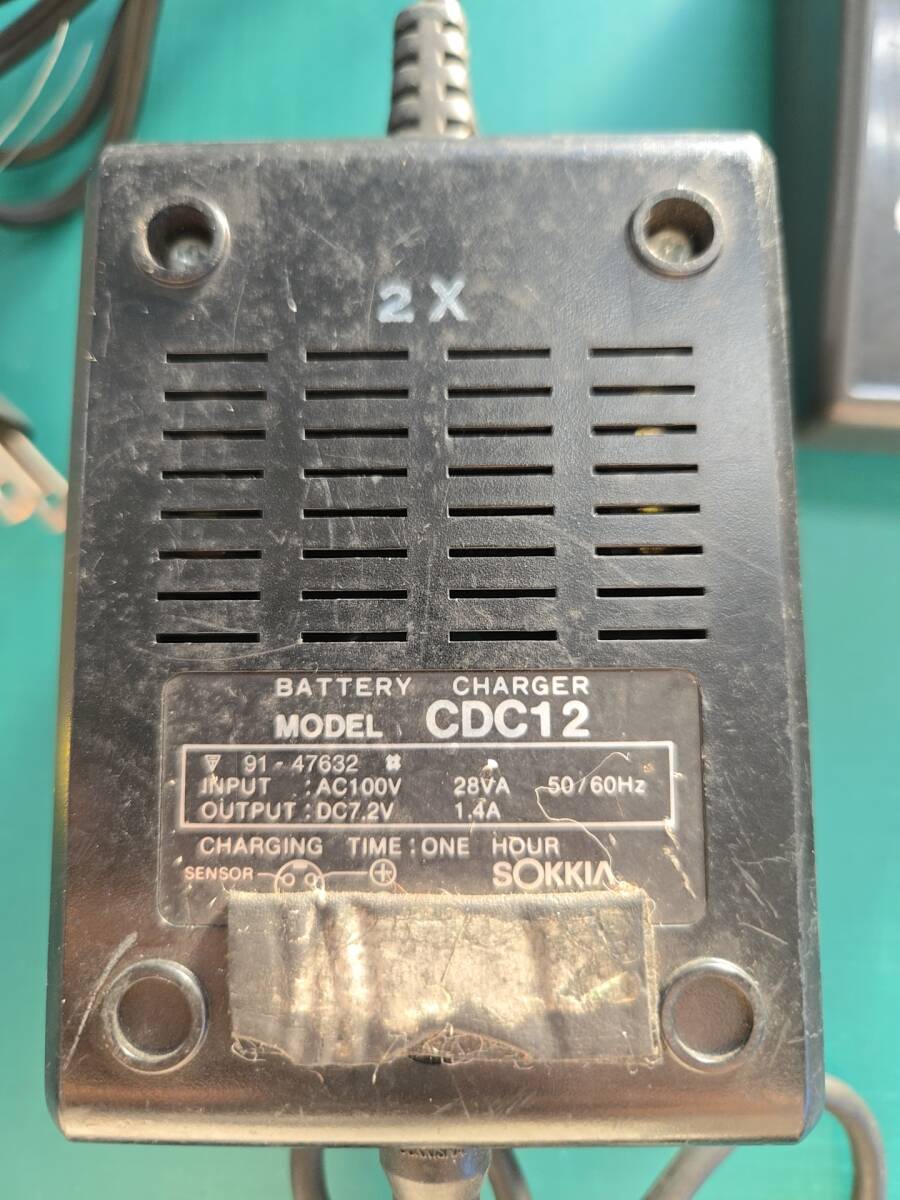 2 X
BATTERY CHARGER
MODEL CDC12
91-47632
INPUT : AC100V 28VA 50/60Hz
OUTPUT : DC7.2V 1.4A
CHARGING TIME : ONE HOUR
SENSOR + SOKKIA